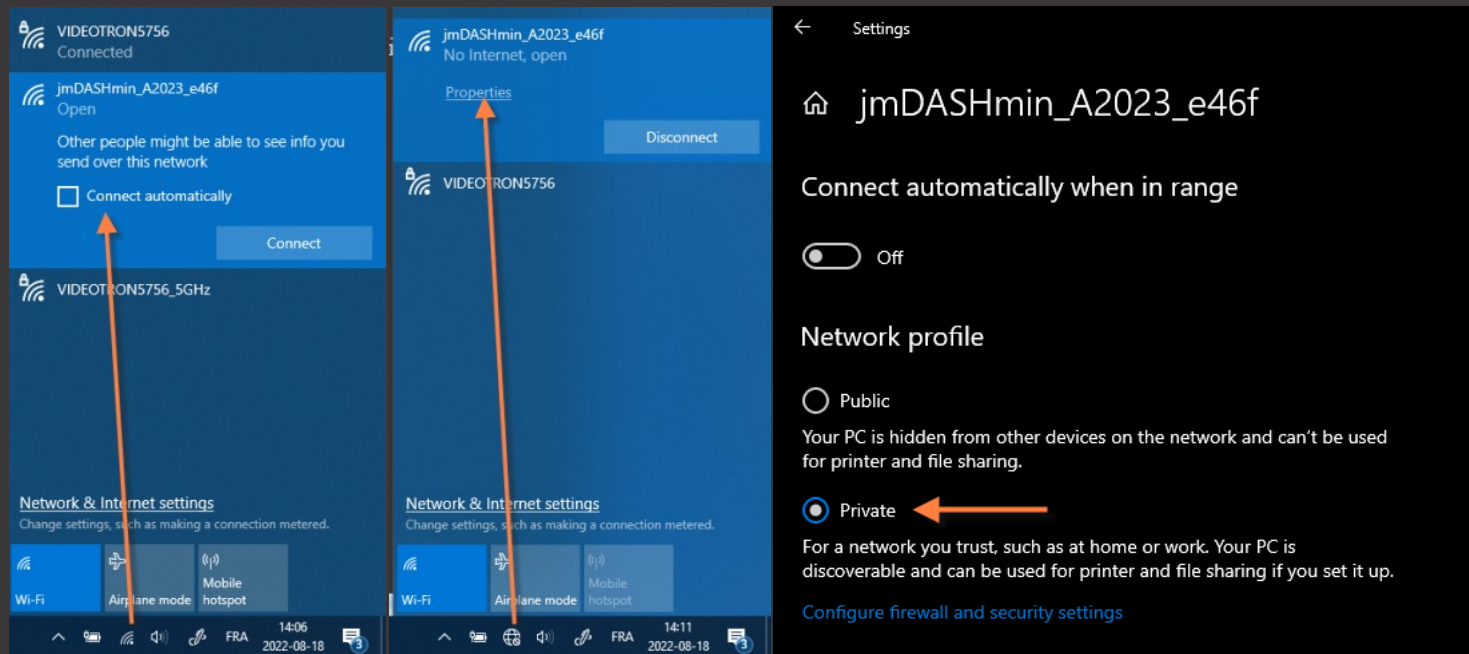 VIDEOTRON5756
Connected
jmDASHmin_A2023_e46f
Open
Other people might be able to see info you
send over this network
Connect automatically
Connect
VIDEOTRON5756_5GHz
Network & Internet settings
Change settings, such as making a connection metered.
Wi-Fi
Airplane mode
Mobile
hotspot
FRA
14:06
2022-08-18
3
jmDASHmin_A2023_e46f
No Internet, open
Properties
Disconnect
VIDEOTRON5756
Network & Internet settings
Change settings, such as making a connection metered.
Wi-Fi
Airplane mode
Mobile
hotspot
FRA
14:11
2022-08-18
3
Settings
jmDASHmin_A2023_e46f
Connect automatically when in range
Off
Network profile
Public
Your PC is hidden from other devices on the network and can't be used
for printer and file sharing.
Private
For a network you trust, such as at home or work. Your PC is
discoverable and can be used for printer and file sharing if you set it up.
Configure firewall and security settings